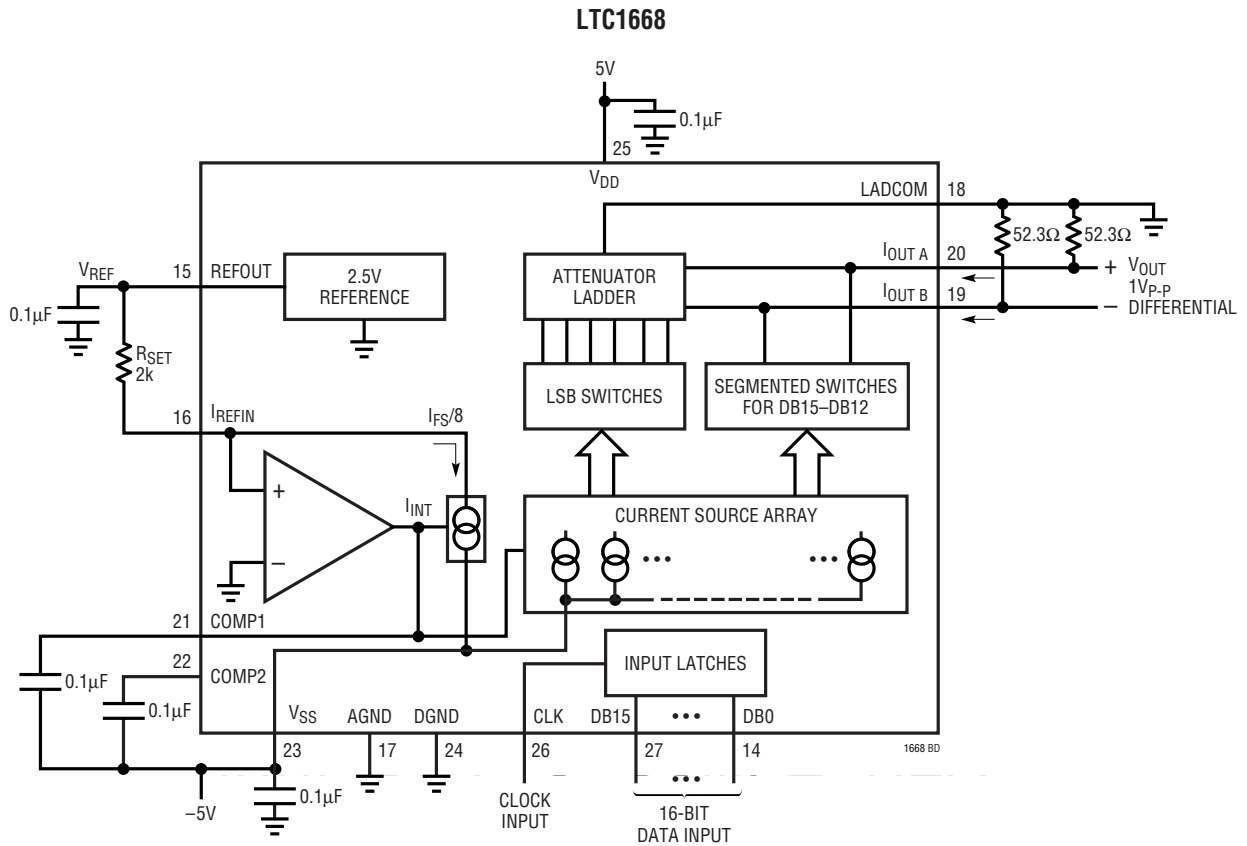 LTC1668
5V
0.1µF
25
VDD
LADCOM
18
52.3Ω
52.3Ω
IOUT A
20
+
VOUT
1VP-P
DIFFERENTIAL
IOUT B
19
–
VREF
15
REFOUT
2.5V
REFERENCE
ATTENUATOR
LADDER
0.1µF
RSET
2k
LSB SWITCHES
SEGMENTED SWITCHES
FOR DB15–DB12
16
IREFIN
IFS/8
+
–
IINT
CURRENT SOURCE ARRAY
•••
•••
21
COMP1
22
COMP2
0.1µF
0.1µF
INPUT LATCHES
VSS
AGND
DGND
CLK
DB15
•••
DB0
23
17
24
26
27
14
1668 BD
–5V
0.1µF
CLOCK
INPUT
•••
16-BIT
DATA INPUT